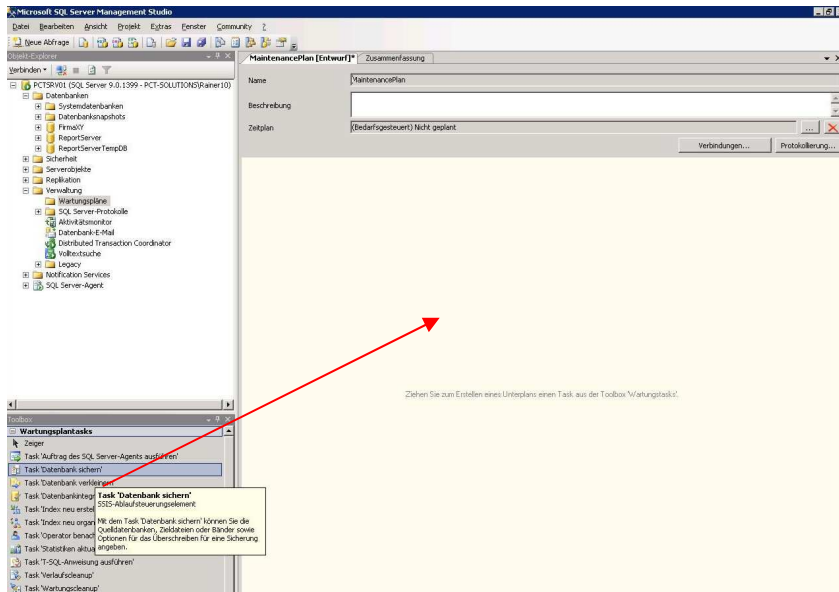 Microsoft SQL Server Management Studio
Datei Bearbeiten Ansicht Projekt Extras Fenster Community ?
Neue Abfrage
Objekt-Explorer
Verbinden
PCTSRV01 (SQL Server 9.0.1399 - PCT-SOLUTIONS\Rainer10)
Datenbanken
Systemdatenbanken
Datenbanksnapshots
FirmaXY
ReportServer
ReportServerTempDB
Sicherheit
Serverobjekte
Replikation
Verwaltung
Wartungspläne
SQL Server-Protokolle
Aktivitätsmonitor
Datenbank-E-Mail
Distributed Transaction Coordinator
Volltextsuche
Legacy
Notification Services
SQL Server-Agent
MaintenancePlan [Entwurf]* Zusammenfassung
Name MaintenancePlan
Beschreibung
Zeitplan (Bedarfsgesteuert) Nicht geplant ...
Verbindungen... Protokollierung...
Ziehen Sie zum Erstellen eines Unterplans einen Task aus der Toolbox 'Wartungstasks'.
Toolbox
Wartungsplantasks
Zeiger
Task 'Auftrag des SQL Server-Agents ausführen'
Task 'Datenbank sichern'
Task 'Datenbank verkleinern'
Task 'Datenbankintegr
Task 'Index neu erstel
Task 'Index neu organ
Task 'Operator benach
Task 'Statistiken aktua
Task 'T-SQL-Anweisung ausführen'
Task 'Verlaufscleanup'
Task 'Wartungscleanup'
Task 'Datenbank sichern'
SSIS-Ablaufsteuerungselement
Mit dem Task 'Datenbank sichern' können Sie die
Quelldatenbanken, Zieldateien oder Bänder sowie
Optionen für das Überschreiben für eine Sicherung
angeben.